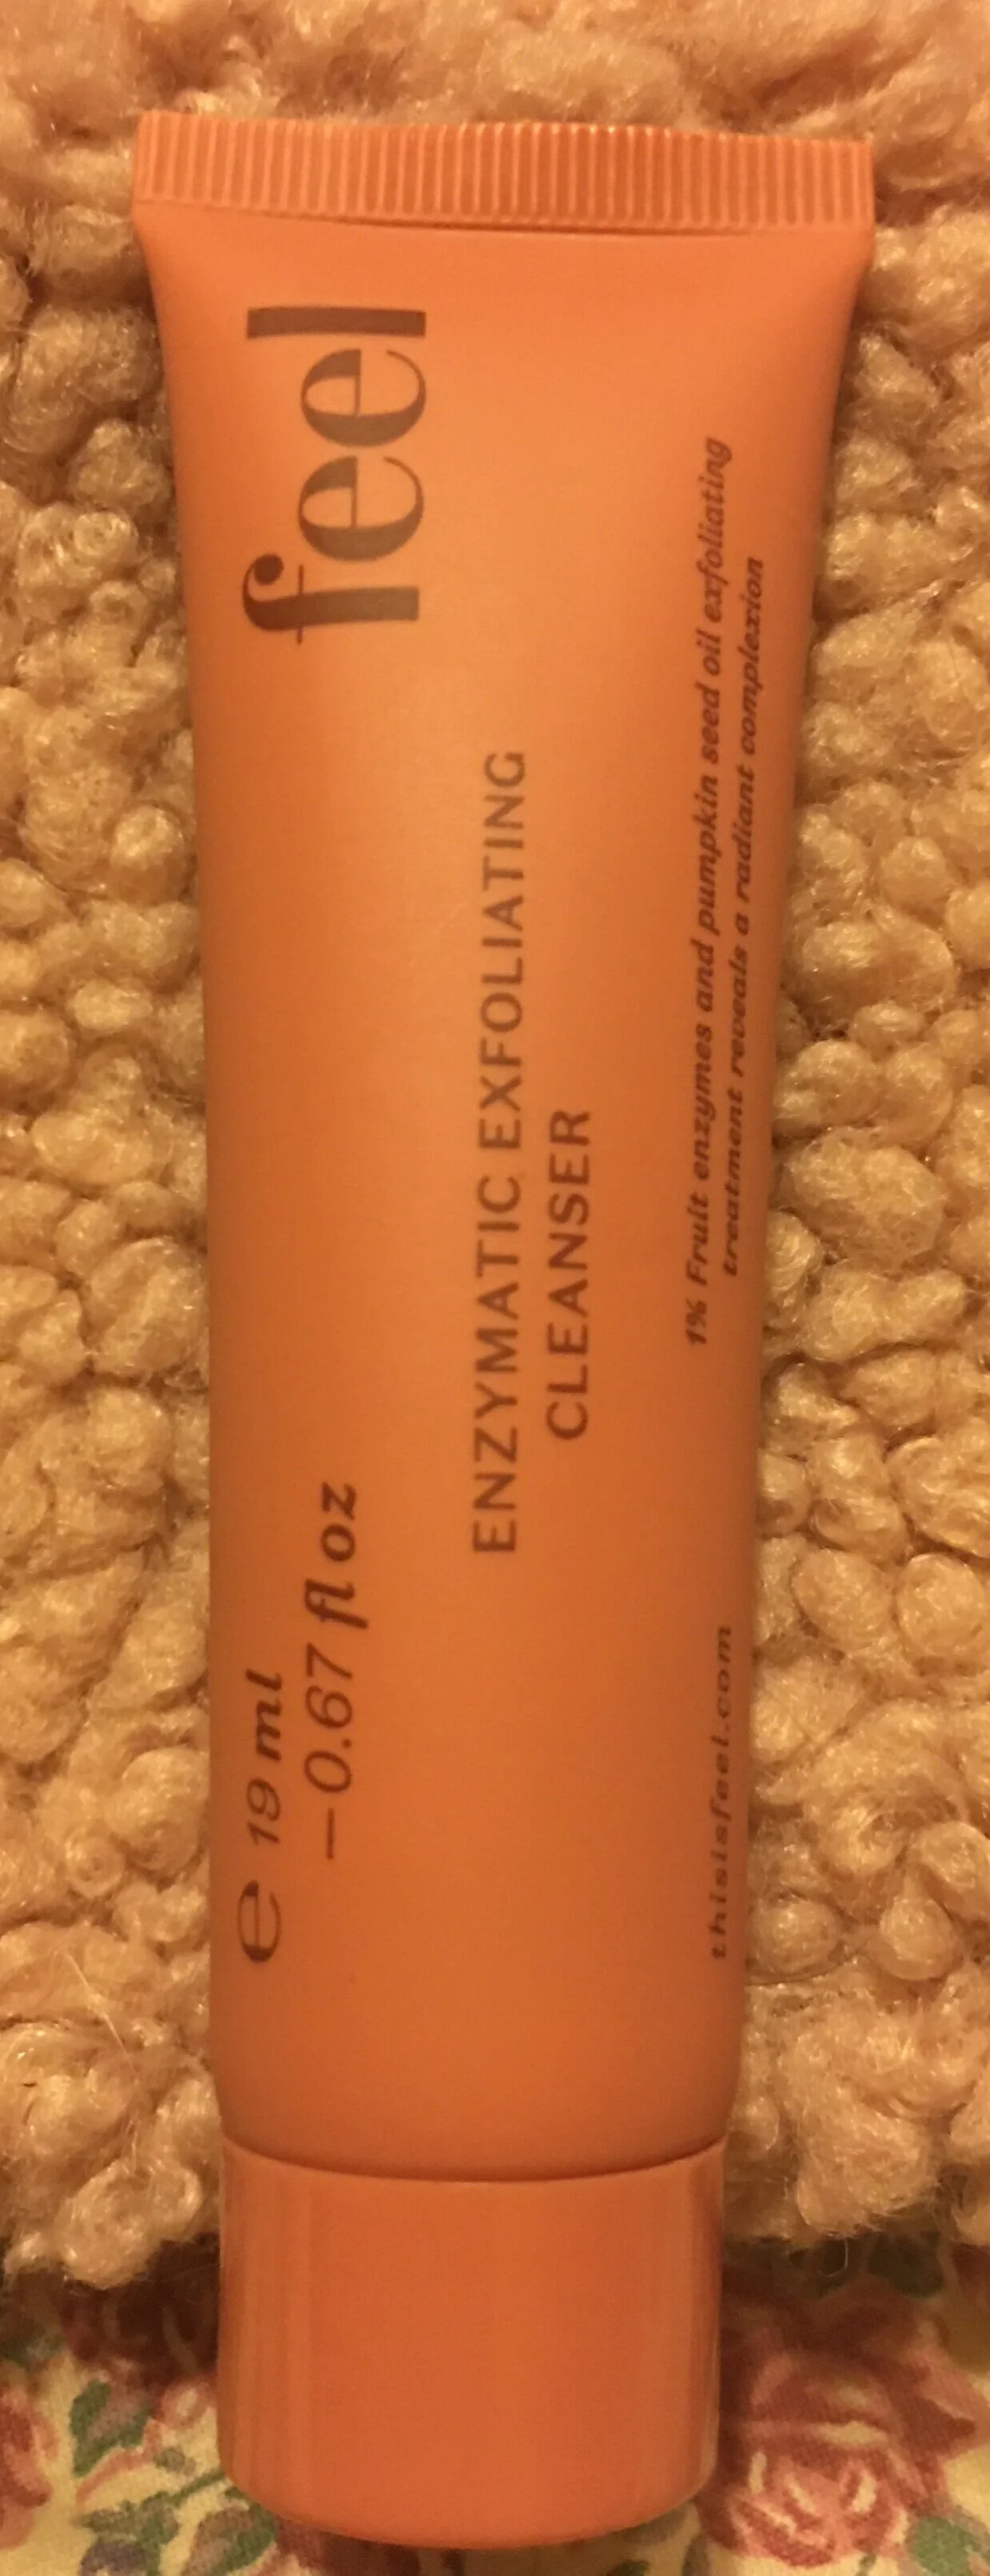 feel
ENZYMATIC EXFOLIATING
CLEANSER
1% Fruit enzymes and pumpkin seed oil exfoliating
treatment reveals a radiant complexion
e 19 ml
—0.67 fl oz
thisisfeel.com